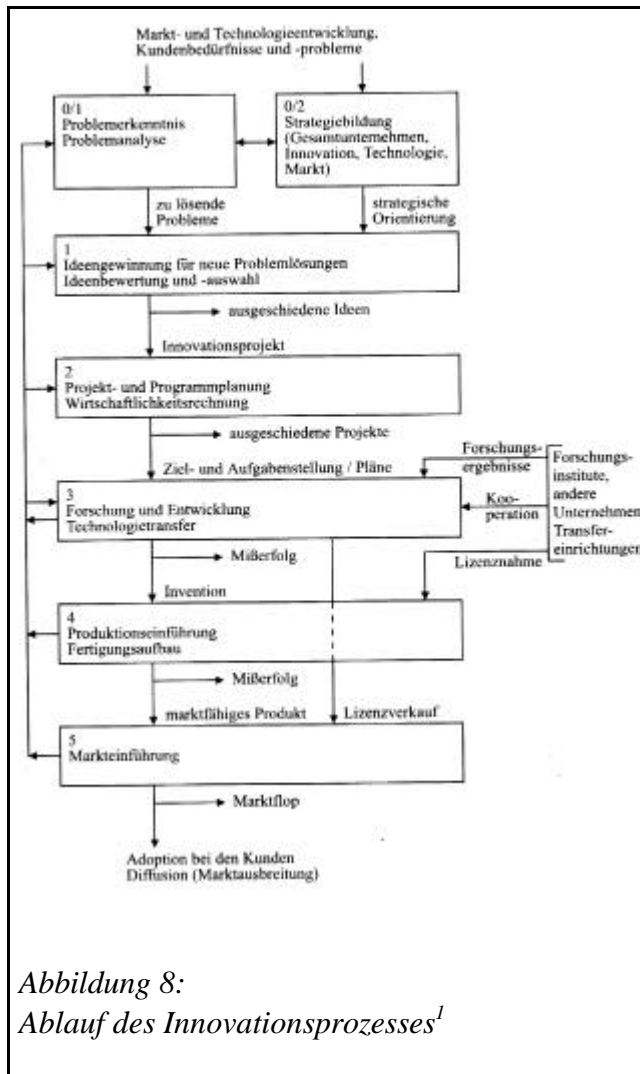 Markt- und Technologieentwicklung,
Kundenbedürfnisse und -probleme
0/1
Problemerkenntnis
Problemanalyse
0/2
Strategiebildung
(Gesamtunternehmen,
Innovation, Technologie,
Markt)
zu lösende
Probleme
strategische
Orientierung
1
Ideengewinnung für neue Problemlösungen
Ideenbewertung und -auswahl
ausgeschiedene Ideen
Innovationsprojekt
2
Projekt- und Programmplanung
Wirtschaftlichkeitsrechnung
ausgeschiedene Projekte
Ziel- und Aufgabenstellung / Pläne
Forschungs-
ergebnisse
Koo-
peration
Lizenznahme
Forschungs-
institute,
andere
Unternehmen
Transfer-
einrichtungen
3
Forschung und Entwicklung
Technologietransfer
Mißerfolg
Invention
4
Produktionseinführung
Fertigungsaufbau
Mißerfolg
marktfähiges Produkt
Lizenzverkauf
5
Markteinführung
Marktflop
Adoption bei den Kunden
Diffusion (Marktausbreitung)
Abbildung 8:
Ablauf des Innovationsprozesses1